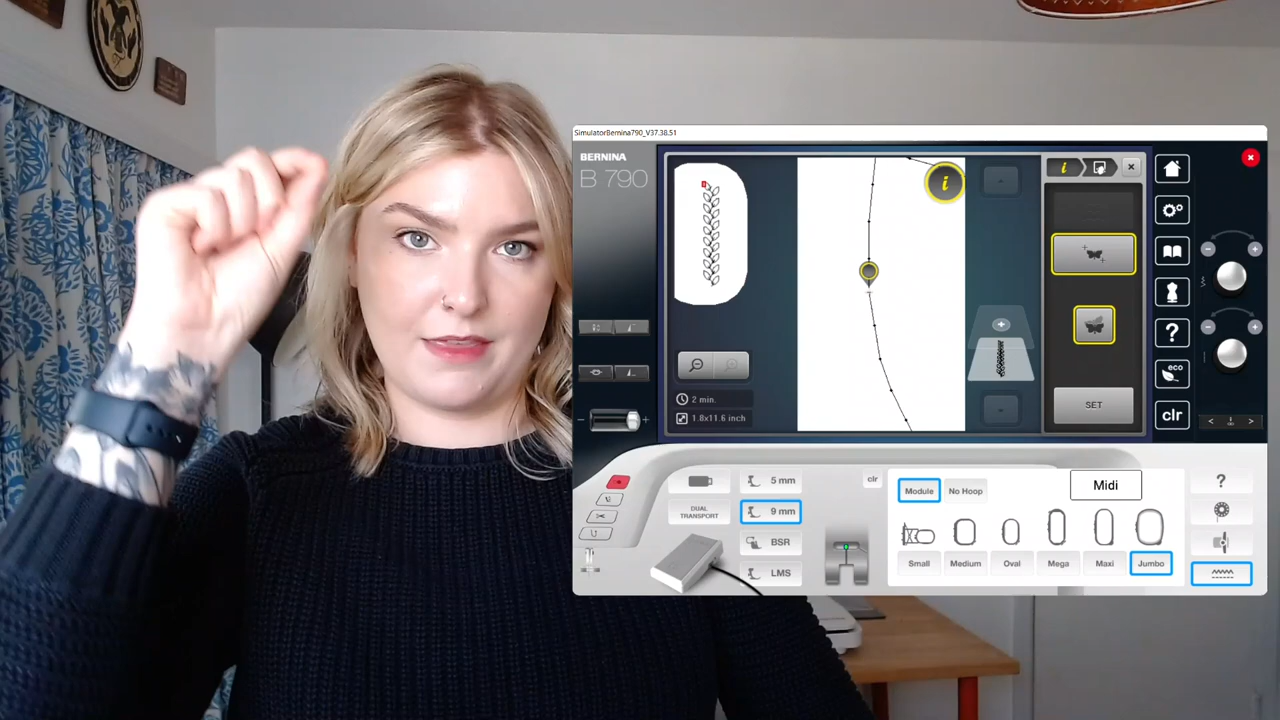 SimulatorBernina790_V37.38.51
BERNINA
B 790
i
i
2 min.
1.8x11.6 inch
SET
?
eco
clr
5 mm
9 mm
BSR
LMS
DUAL
TRANSPORT
clr
Module
No Hoop
Midi
Small
Medium
Oval
Mega
Maxi
Jumbo
?